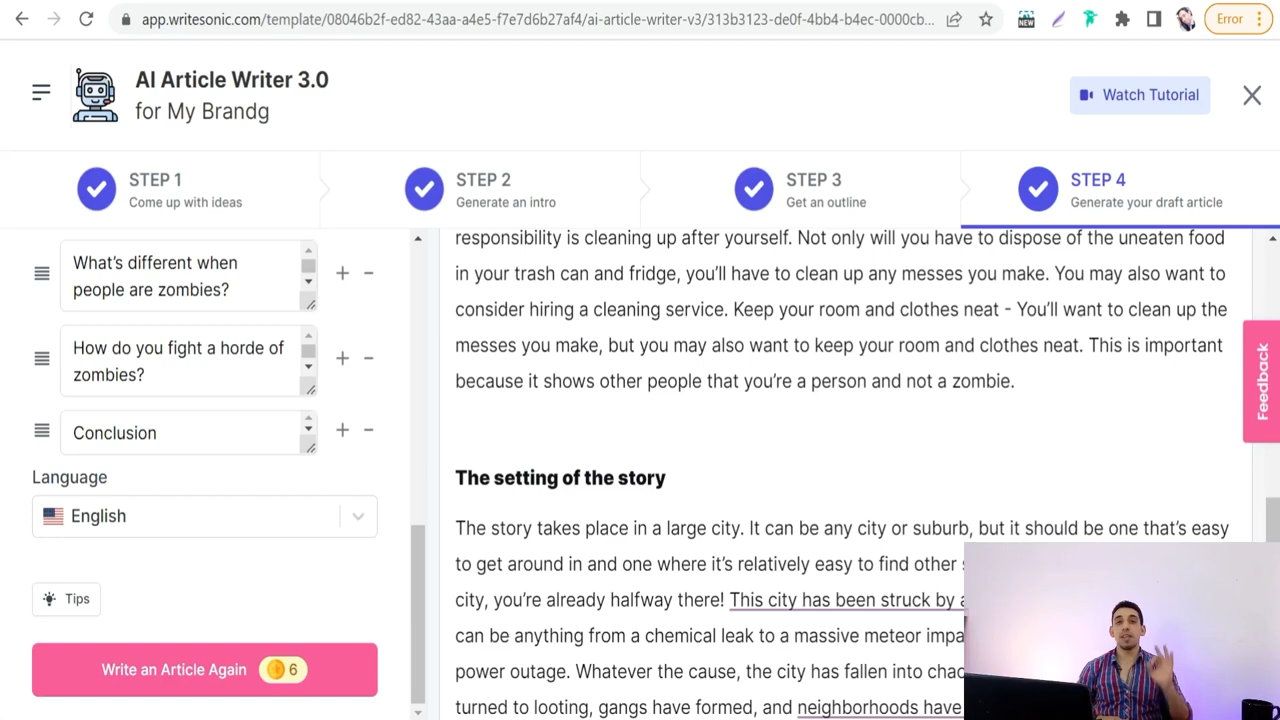 app.writesonic.com/template/08046b2f-ed82-43aa-a4e5-f7e7d6b27af4/ai-article-writer-v3/313b3123-de0f-4bb4-b4ec-0000cb...
NEW
Error
AI Article Writer 3.0
for My Brandg
Watch Tutorial
STEP 1
Come up with ideas
STEP 2
Generate an intro
STEP 3
Get an outline
STEP 4
Generate your draft article
What's different when
people are zombies?
How do you fight a horde of
zombies?
Conclusion
Language
English
Tips
Write an Article Again 6
responsibility is cleaning up after yourself. Not only will you have to dispose of the uneaten food
in your trash can and fridge, you'll have to clean up any messes you make. You may also want to
consider hiring a cleaning service. Keep your room and clothes neat - You'll want to clean up the
messes you make, but you may also want to keep your room and clothes neat. This is important
because it shows other people that you're a person and not a zombie.
The setting of the story
The story takes place in a large city. It can be any city or suburb, but it should be one that's easy
to get around in and one where it's relatively easy to find other
city, you're already halfway there! This city has been struck by
can be anything from a chemical leak to a massive meteor
power outage. Whatever the cause, the city has fallen into
turned to looting, gangs have formed, and neighborhoods have
Feedback